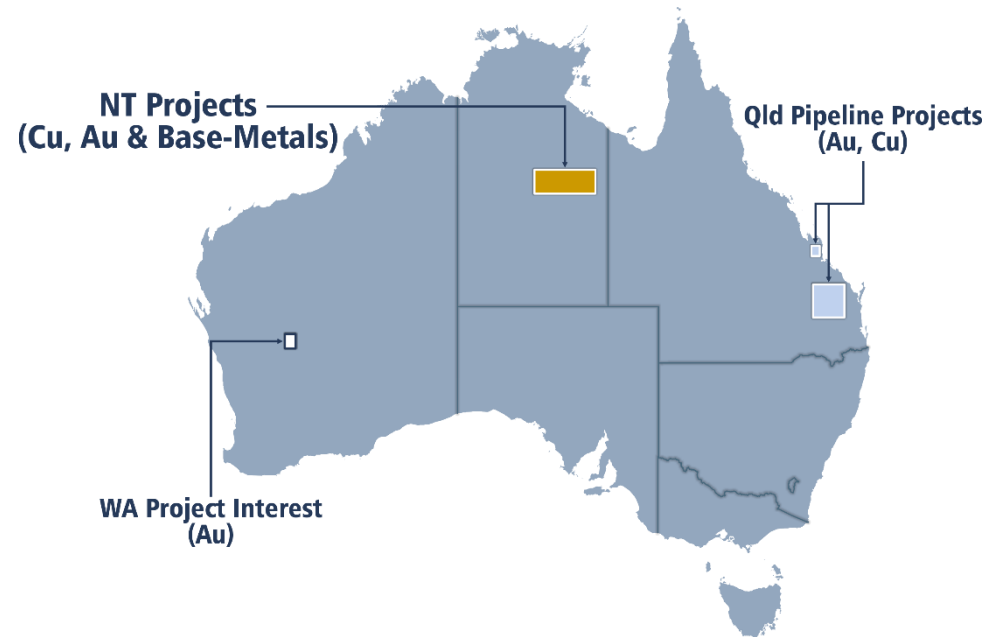 NT Projects
(Cu, Au & Base-Metals)
Qld Pipeline Projects
(Au, Cu)
WA Project Interest
(Au)